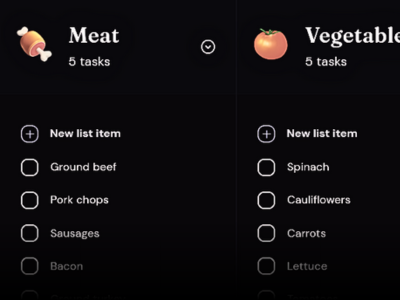 Meat
5 tasks
New list item
Ground beef
Pork chops
Sausages
Bacon
Vegetable
5 tasks
New list item
Spinach
Cauliflowers
Carrots
Lettuce